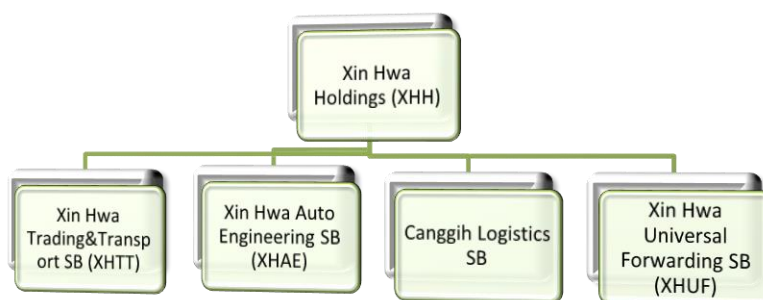 Xin Hwa
Holdings (XHH)
Xin Hwa
Trading&Transp
ort SB (XHTT)
Xin Hwa Auto
Engineering SB
(XHAE)
Canggih Logistics
SB
Xin Hwa
Universal
Forwarding SB
(XHUF)